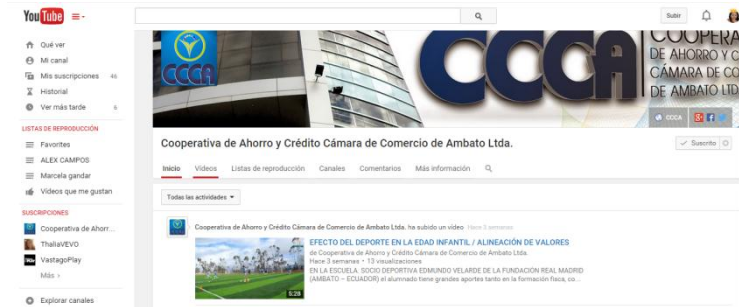 YouTube
Subir
Qué ver
Mi canal
Mis suscripciones 46
Historial
Ver más tarde 6
LISTAS DE REPRODUCCIÓN
Favorites
ALEX CAMPOS
Marcela gandar
Vídeos que me gustan
SUSCRIPCIONES
Cooperativa de Ahorr...
ThaliaVEVO
VastagoPlay
Más >
Explorar canales
CCCA
CCCA
COOPERA
DE AHORRO Y C
CÁMARA DE CO
DE AMBATO LTD
CCCA
Cooperativa de Ahorro y Crédito Cámara de Comercio de Ambato Ltda.
Suscrito
Inicio Vídeos Listas de reproducción Canales Comentarios Más información
Todas las actividades
Cooperativa de Ahorro y Crédito Cámara de Comercio de Ambato Ltda. ha subido un vídeo Hace 3 semanas
EFECTO DEL DEPORTE EN LA EDAD INFANTIL / ALINEACIÓN DE VALORES
de Cooperativa de Ahorro y Crédito Cámara de Comercio de Ambato Ltda.
Hace 3 semanas • 13 visualizaciones
EN LA ESCUELA SOCIO DEPORTIVA EDMUNDO VELARDE DE LA FUNDACIÓN REAL MADRID
(AMBATO – ECUADOR) el alumnado tiene grandes aportes tanto en la formación física, co...
5:28